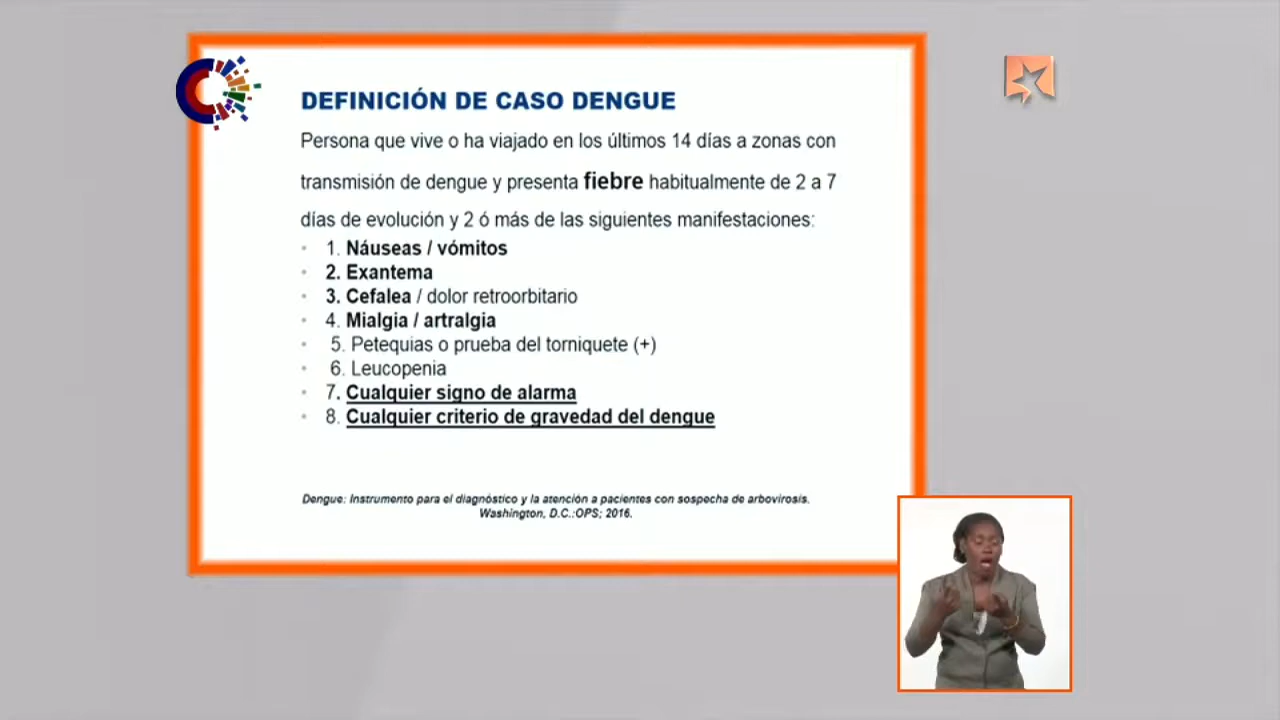 DEFINICIÓN DE CASO DENGUE
Persona que vive o ha viajado en los últimos 14 días a zonas con
transmisión de dengue y presenta fiebre habitualmente de 2 a 7
días de evolución y 2 ó más de las siguientes manifestaciones:
• 1. Náuseas / vómitos
• 2. Exantema
• 3. Cefalea / dolor retroorbitario
• 4. Mialgia / artralgia
• 5. Petequias o prueba del torniquete (+)
• 6. Leucopenia
• 7. Cualquier signo de alarma
• 8. Cualquier criterio de gravedad del dengue
Dengue: Instrumento para el diagnóstico y la atención a pacientes con sospecha de arbovirosis.
Washington, D.C.:OPS; 2016.